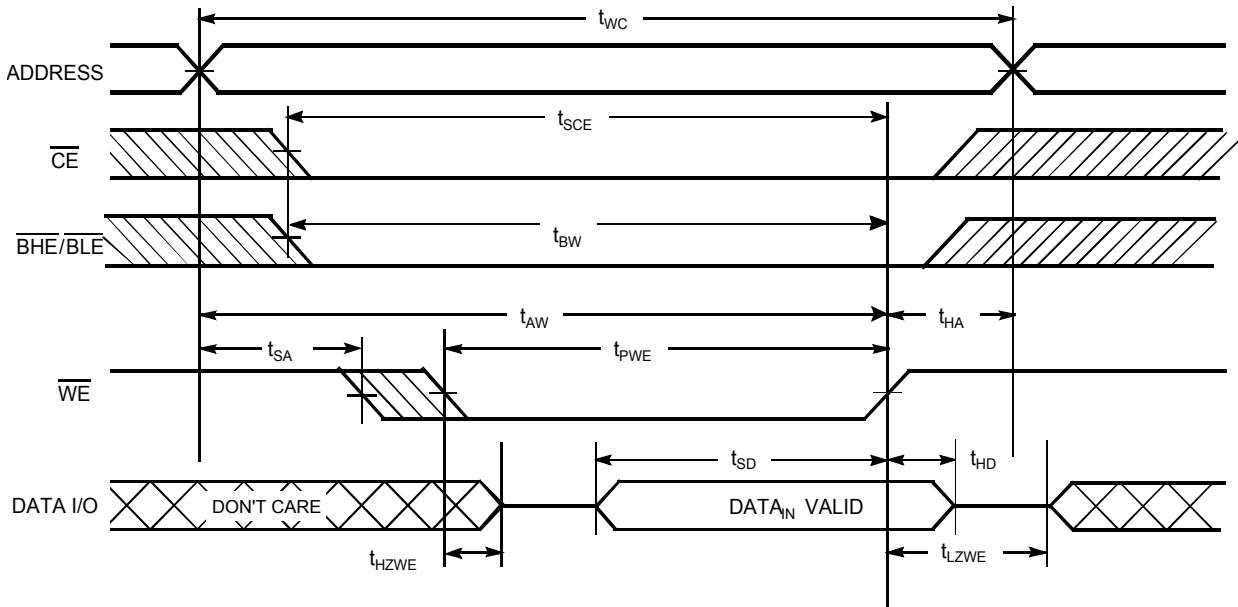 tWC
ADDRESS
tSCE
CE
tBW
BHE/BLE
tAW
tHA
tSA
tPWE
WE
tSD
tHD
DATA I/O
DON'T CARE
DATAIN VALID
tHZWE
tLZWE